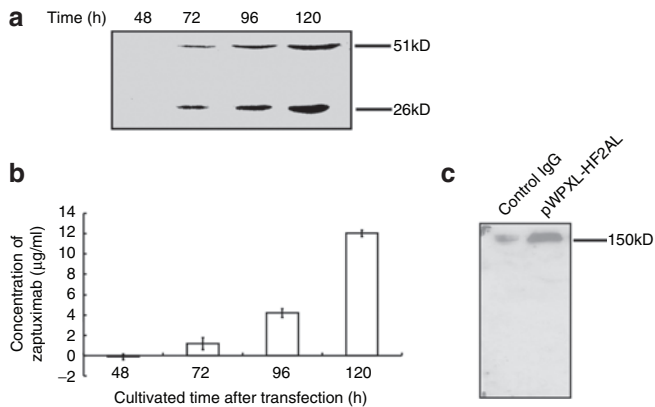 a
Time (h) 48 72 96 120
51kD
26kD
b
Concentration of
zaptuximab (μg/ml)
14
12
10
8
6
4
2
0
−2
48 72 96 120
Cultivated time after transfection (h)
c
Control IgG
pWPXL-HF2AL
150kD